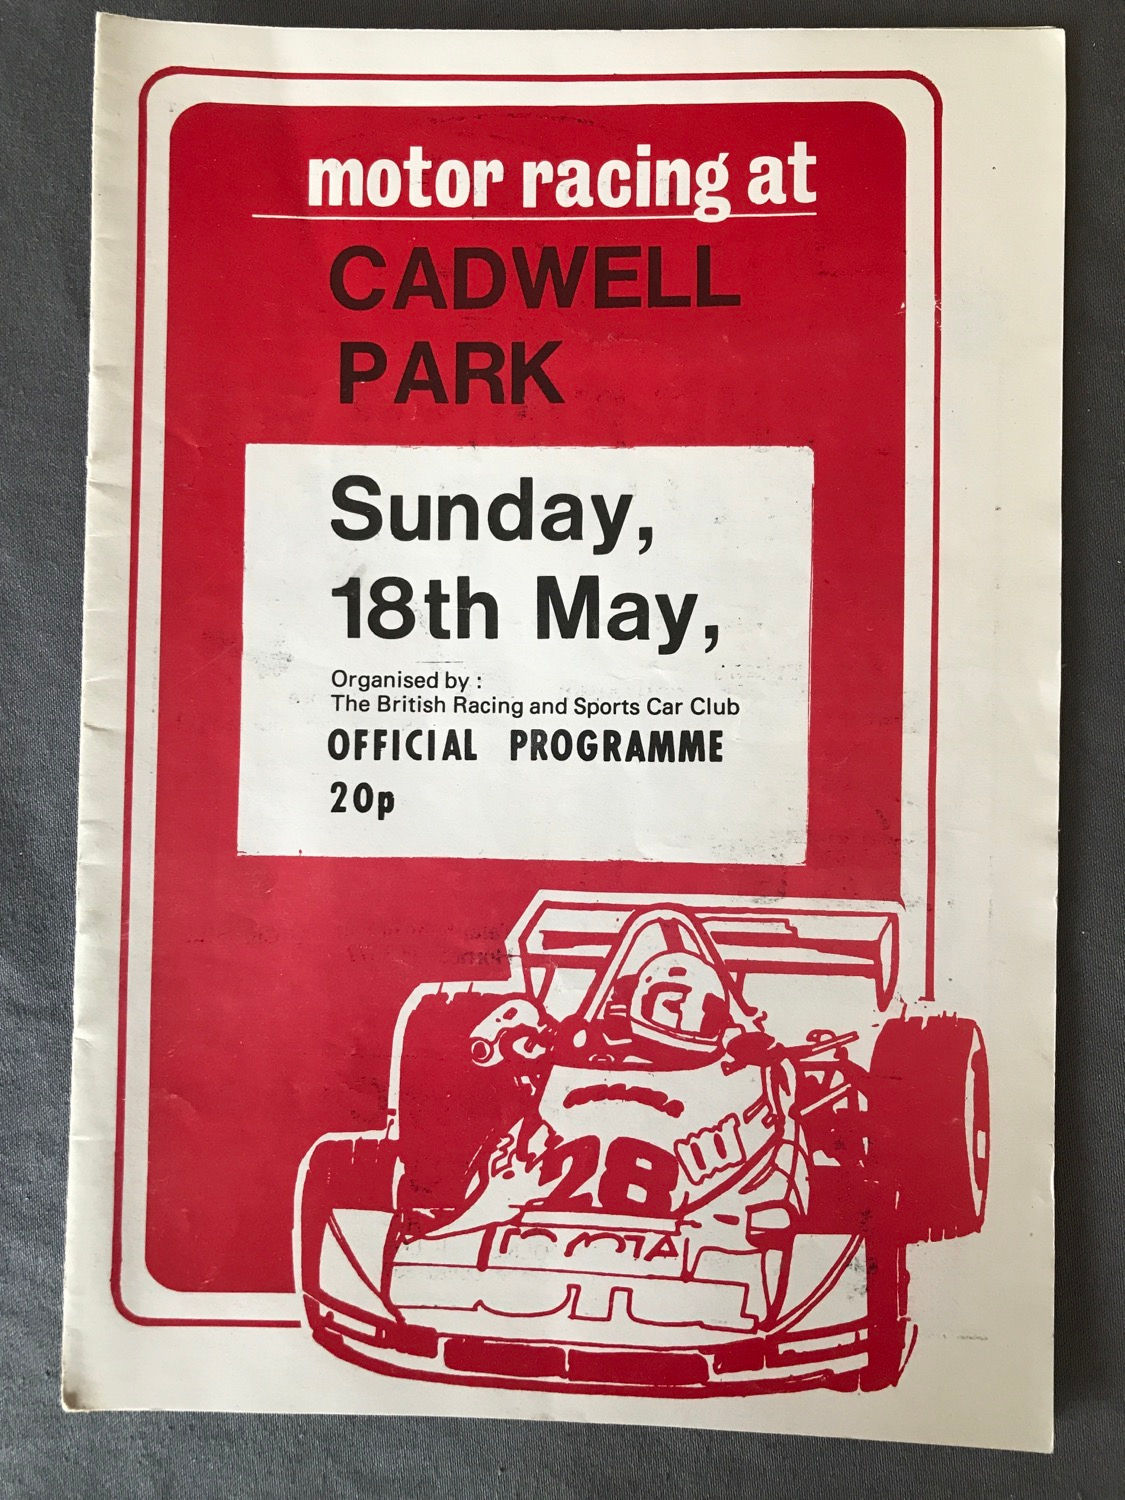 motor racing at
CADWELL
PARK
Sunday,
18th May,
Organised by :
The British Racing and Sports Car Club
OFFICIAL PROGRAMME
20p
28